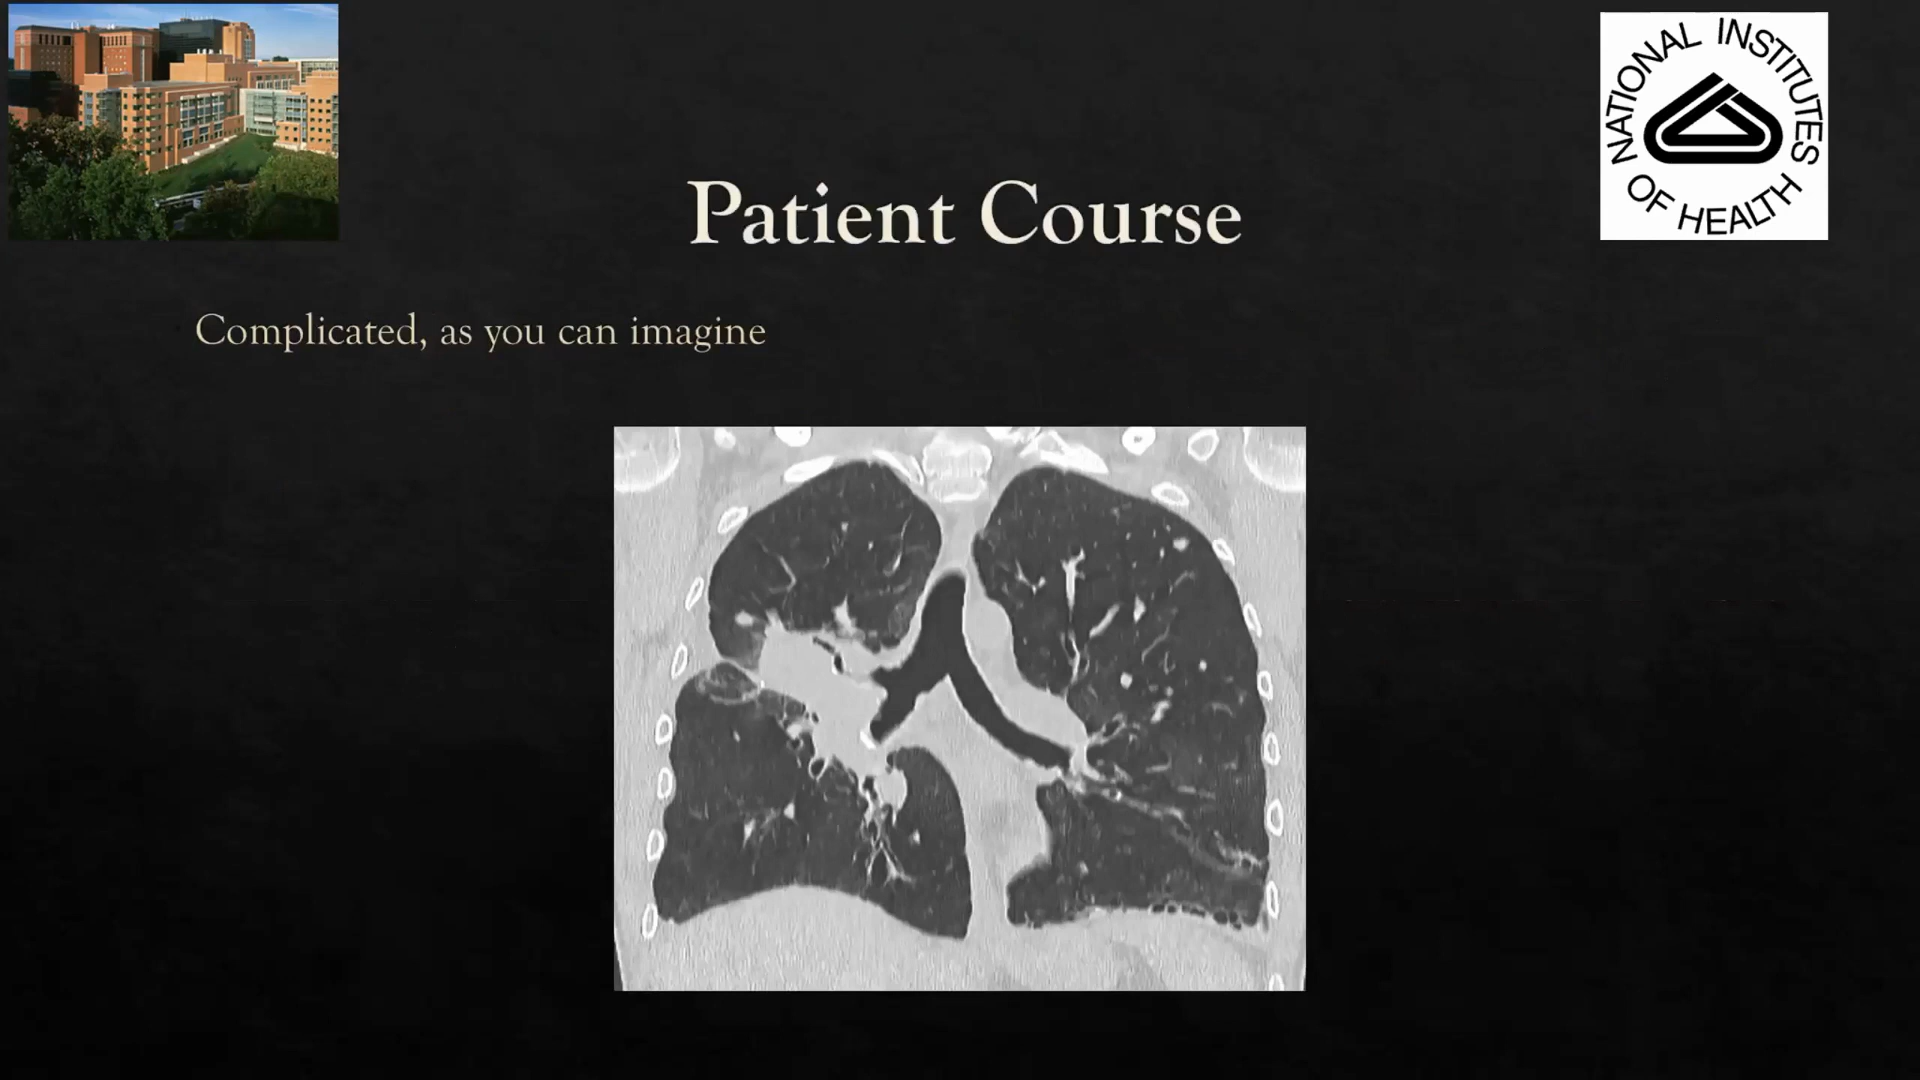 NATIONAL INSTITUTES
OF HEALTH
Patient Course
Complicated, as you can imagine